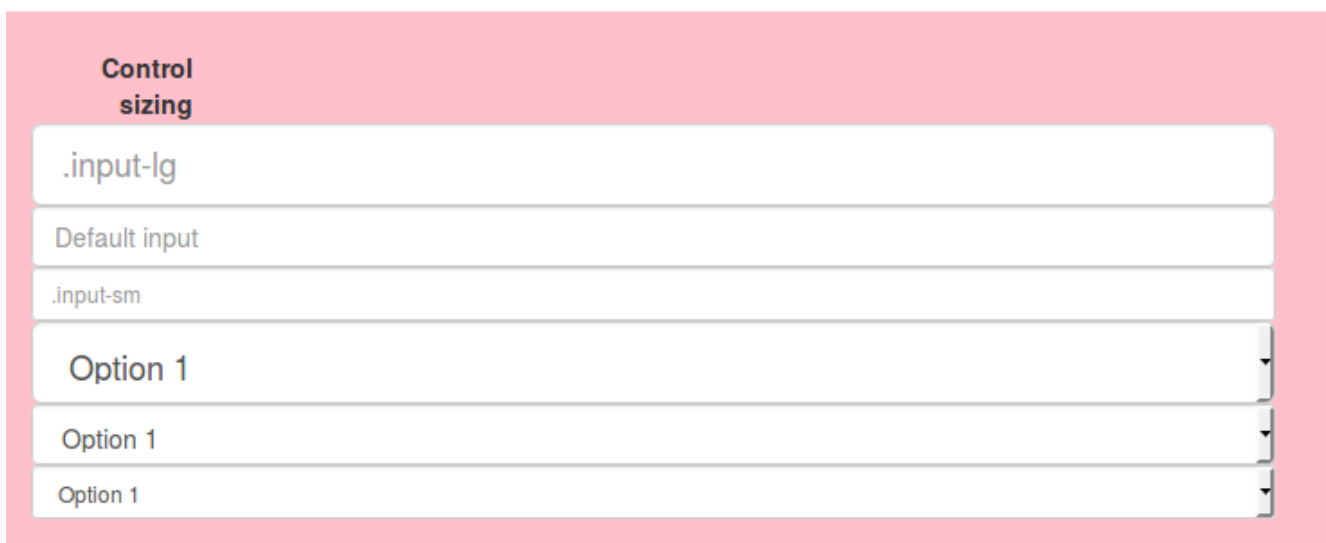 Control
sizing
.input-lg
Default input
.input-sm
Option 1
Option 1
Option 1